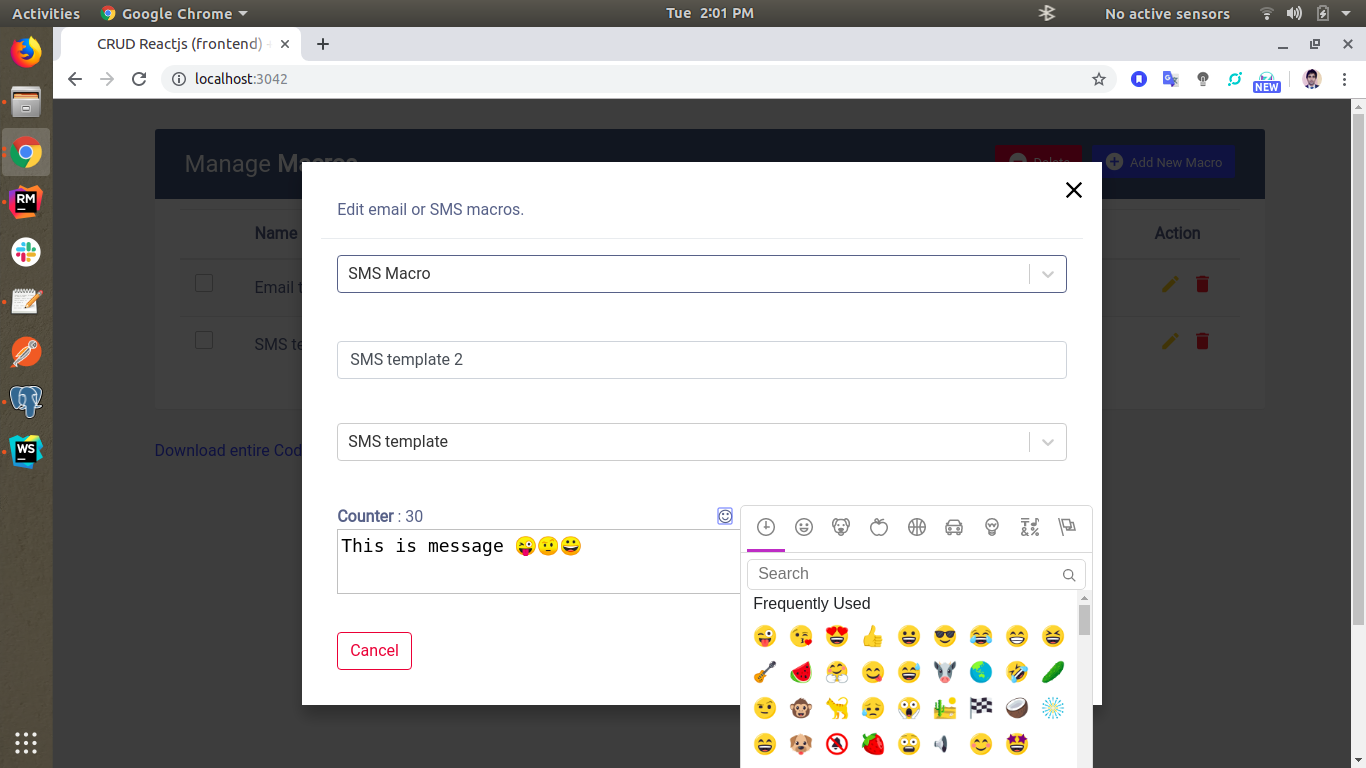 Activities Google Chrome Tue 2:01 PM No active sensors
CRUD Reactjs (frontend)
localhost:3042
NEW
RM
WS
Manage Macros Delete Add New Macro
Edit email or SMS macros.
Name Action
SMS Macro
Email t
SMS te
SMS template 2
SMS template
Download entire Cod
Counter : 30
This is message 😜🤨😀
Search
Frequently Used
Cancel